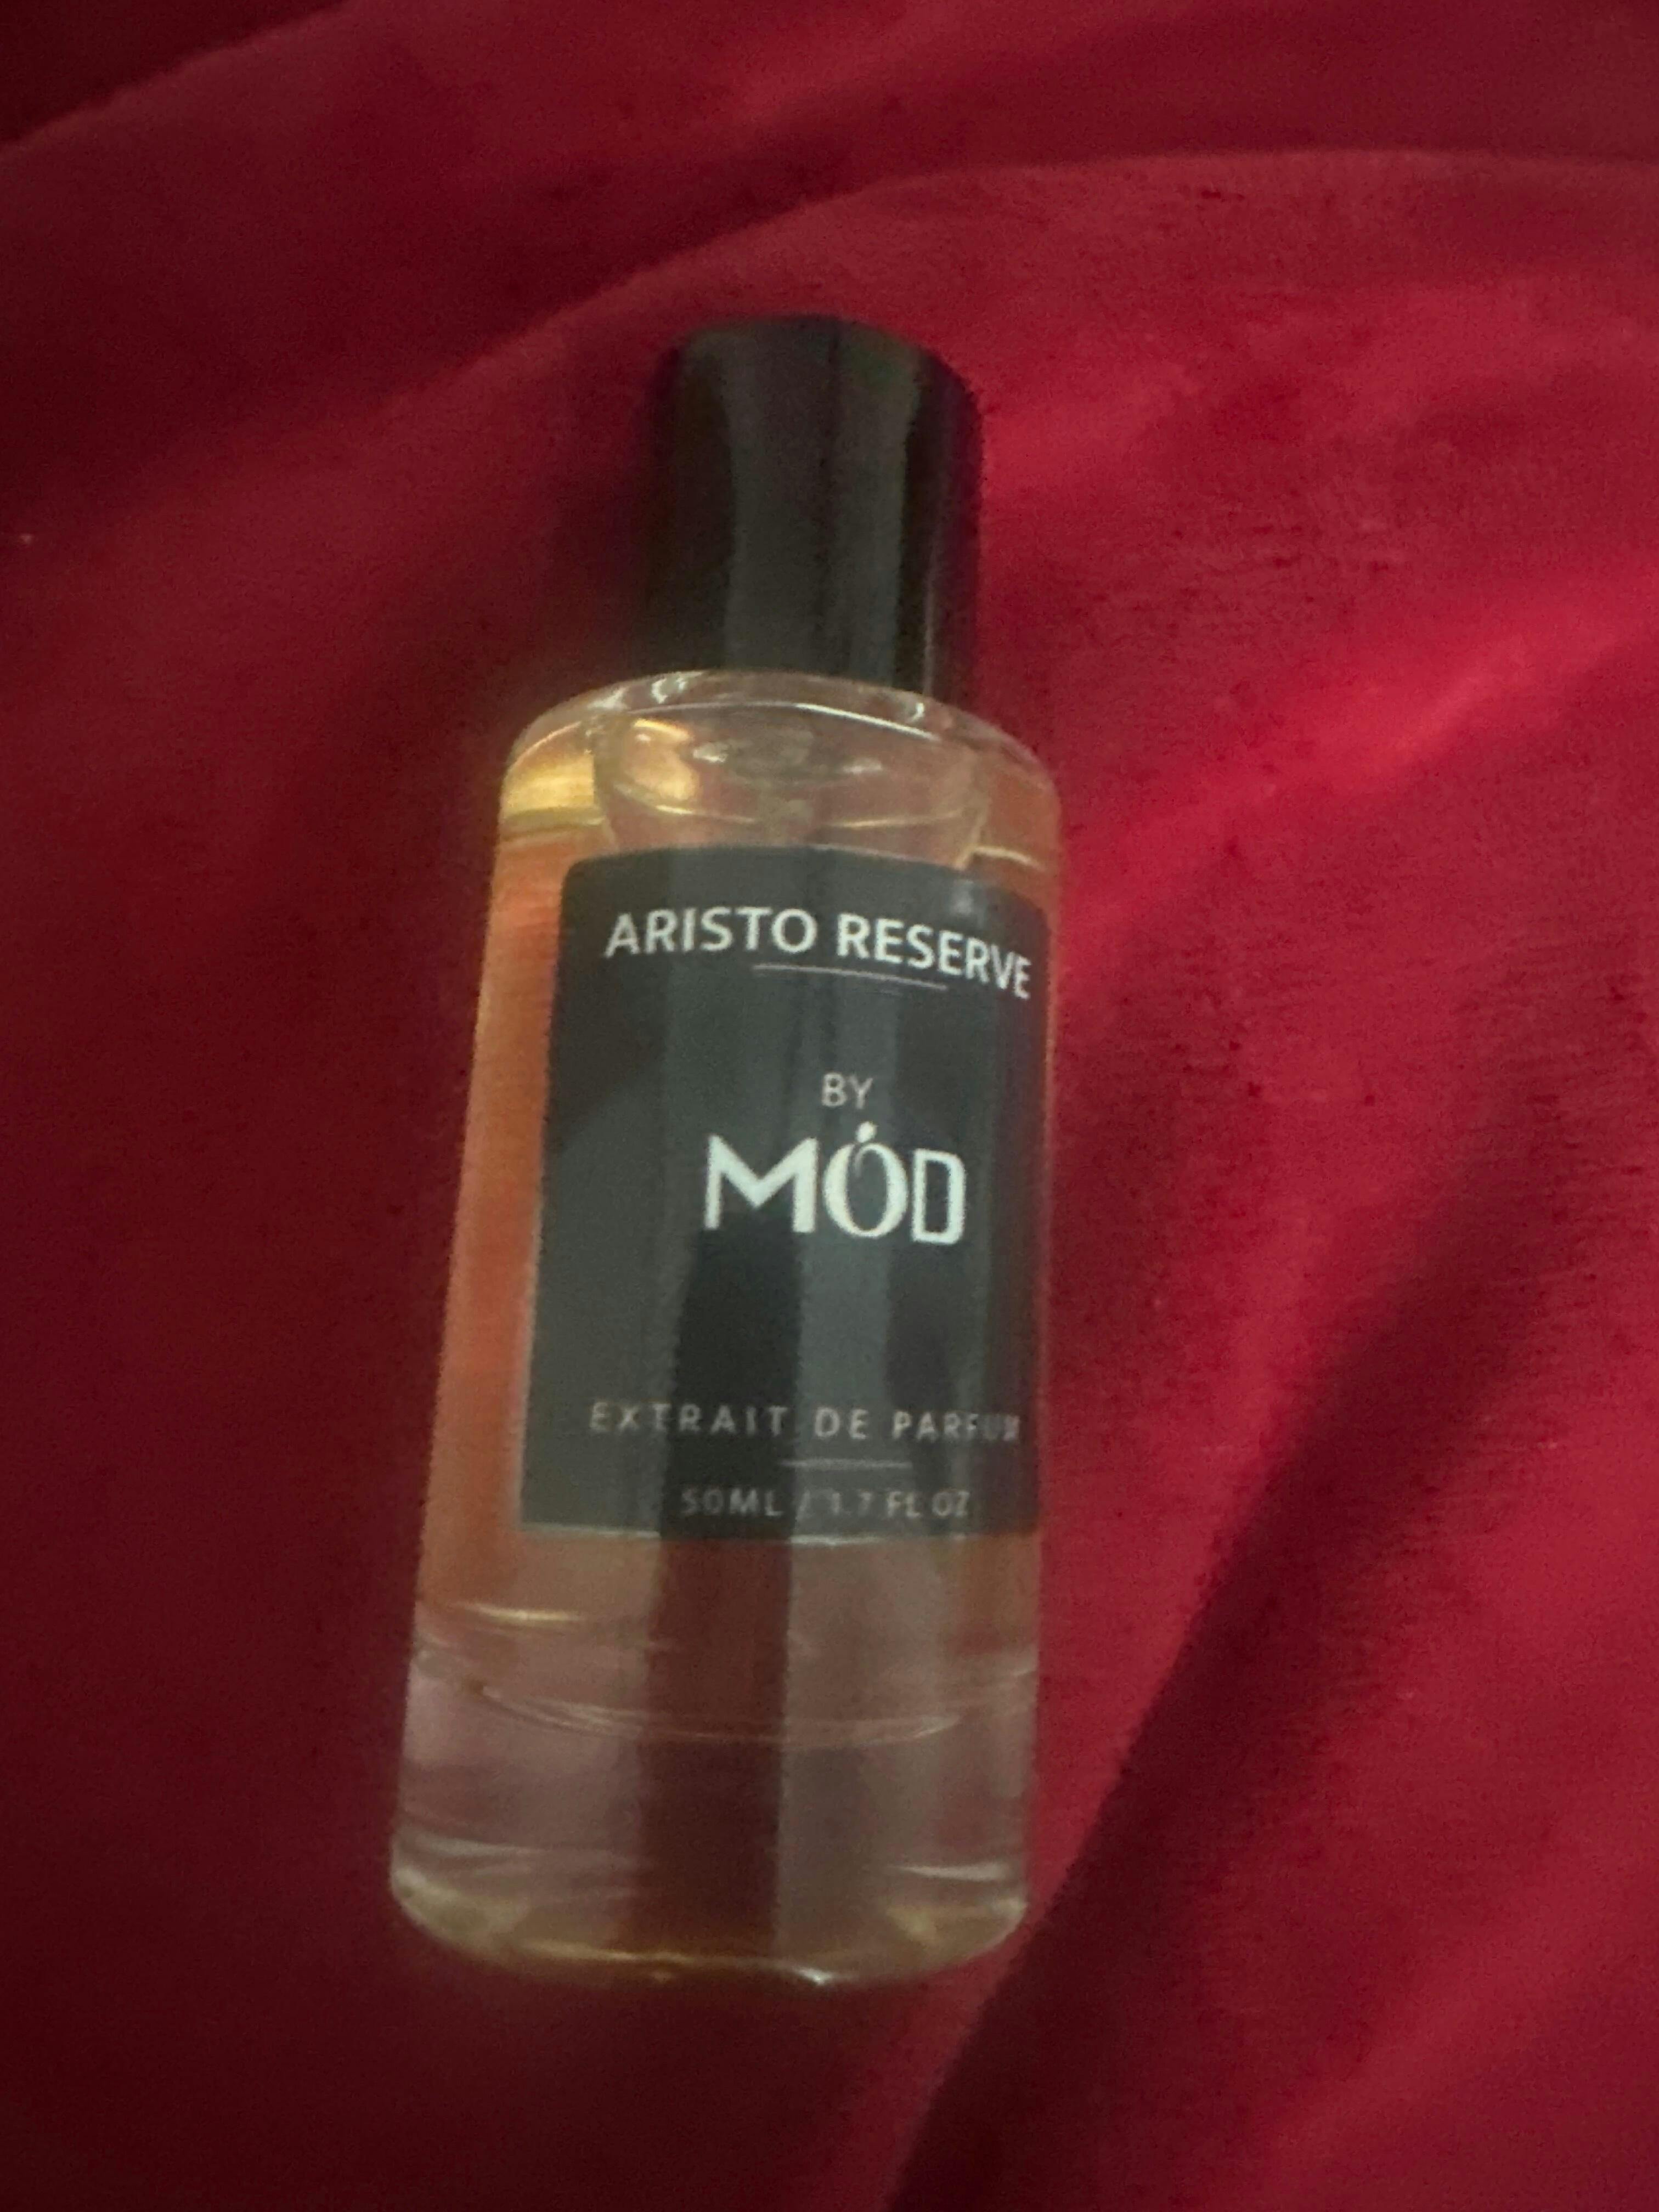 ARISTO RESERVE
BY
MÓD
EXTRAIT DE PARFUM
50ML / 1.7 FL OZ